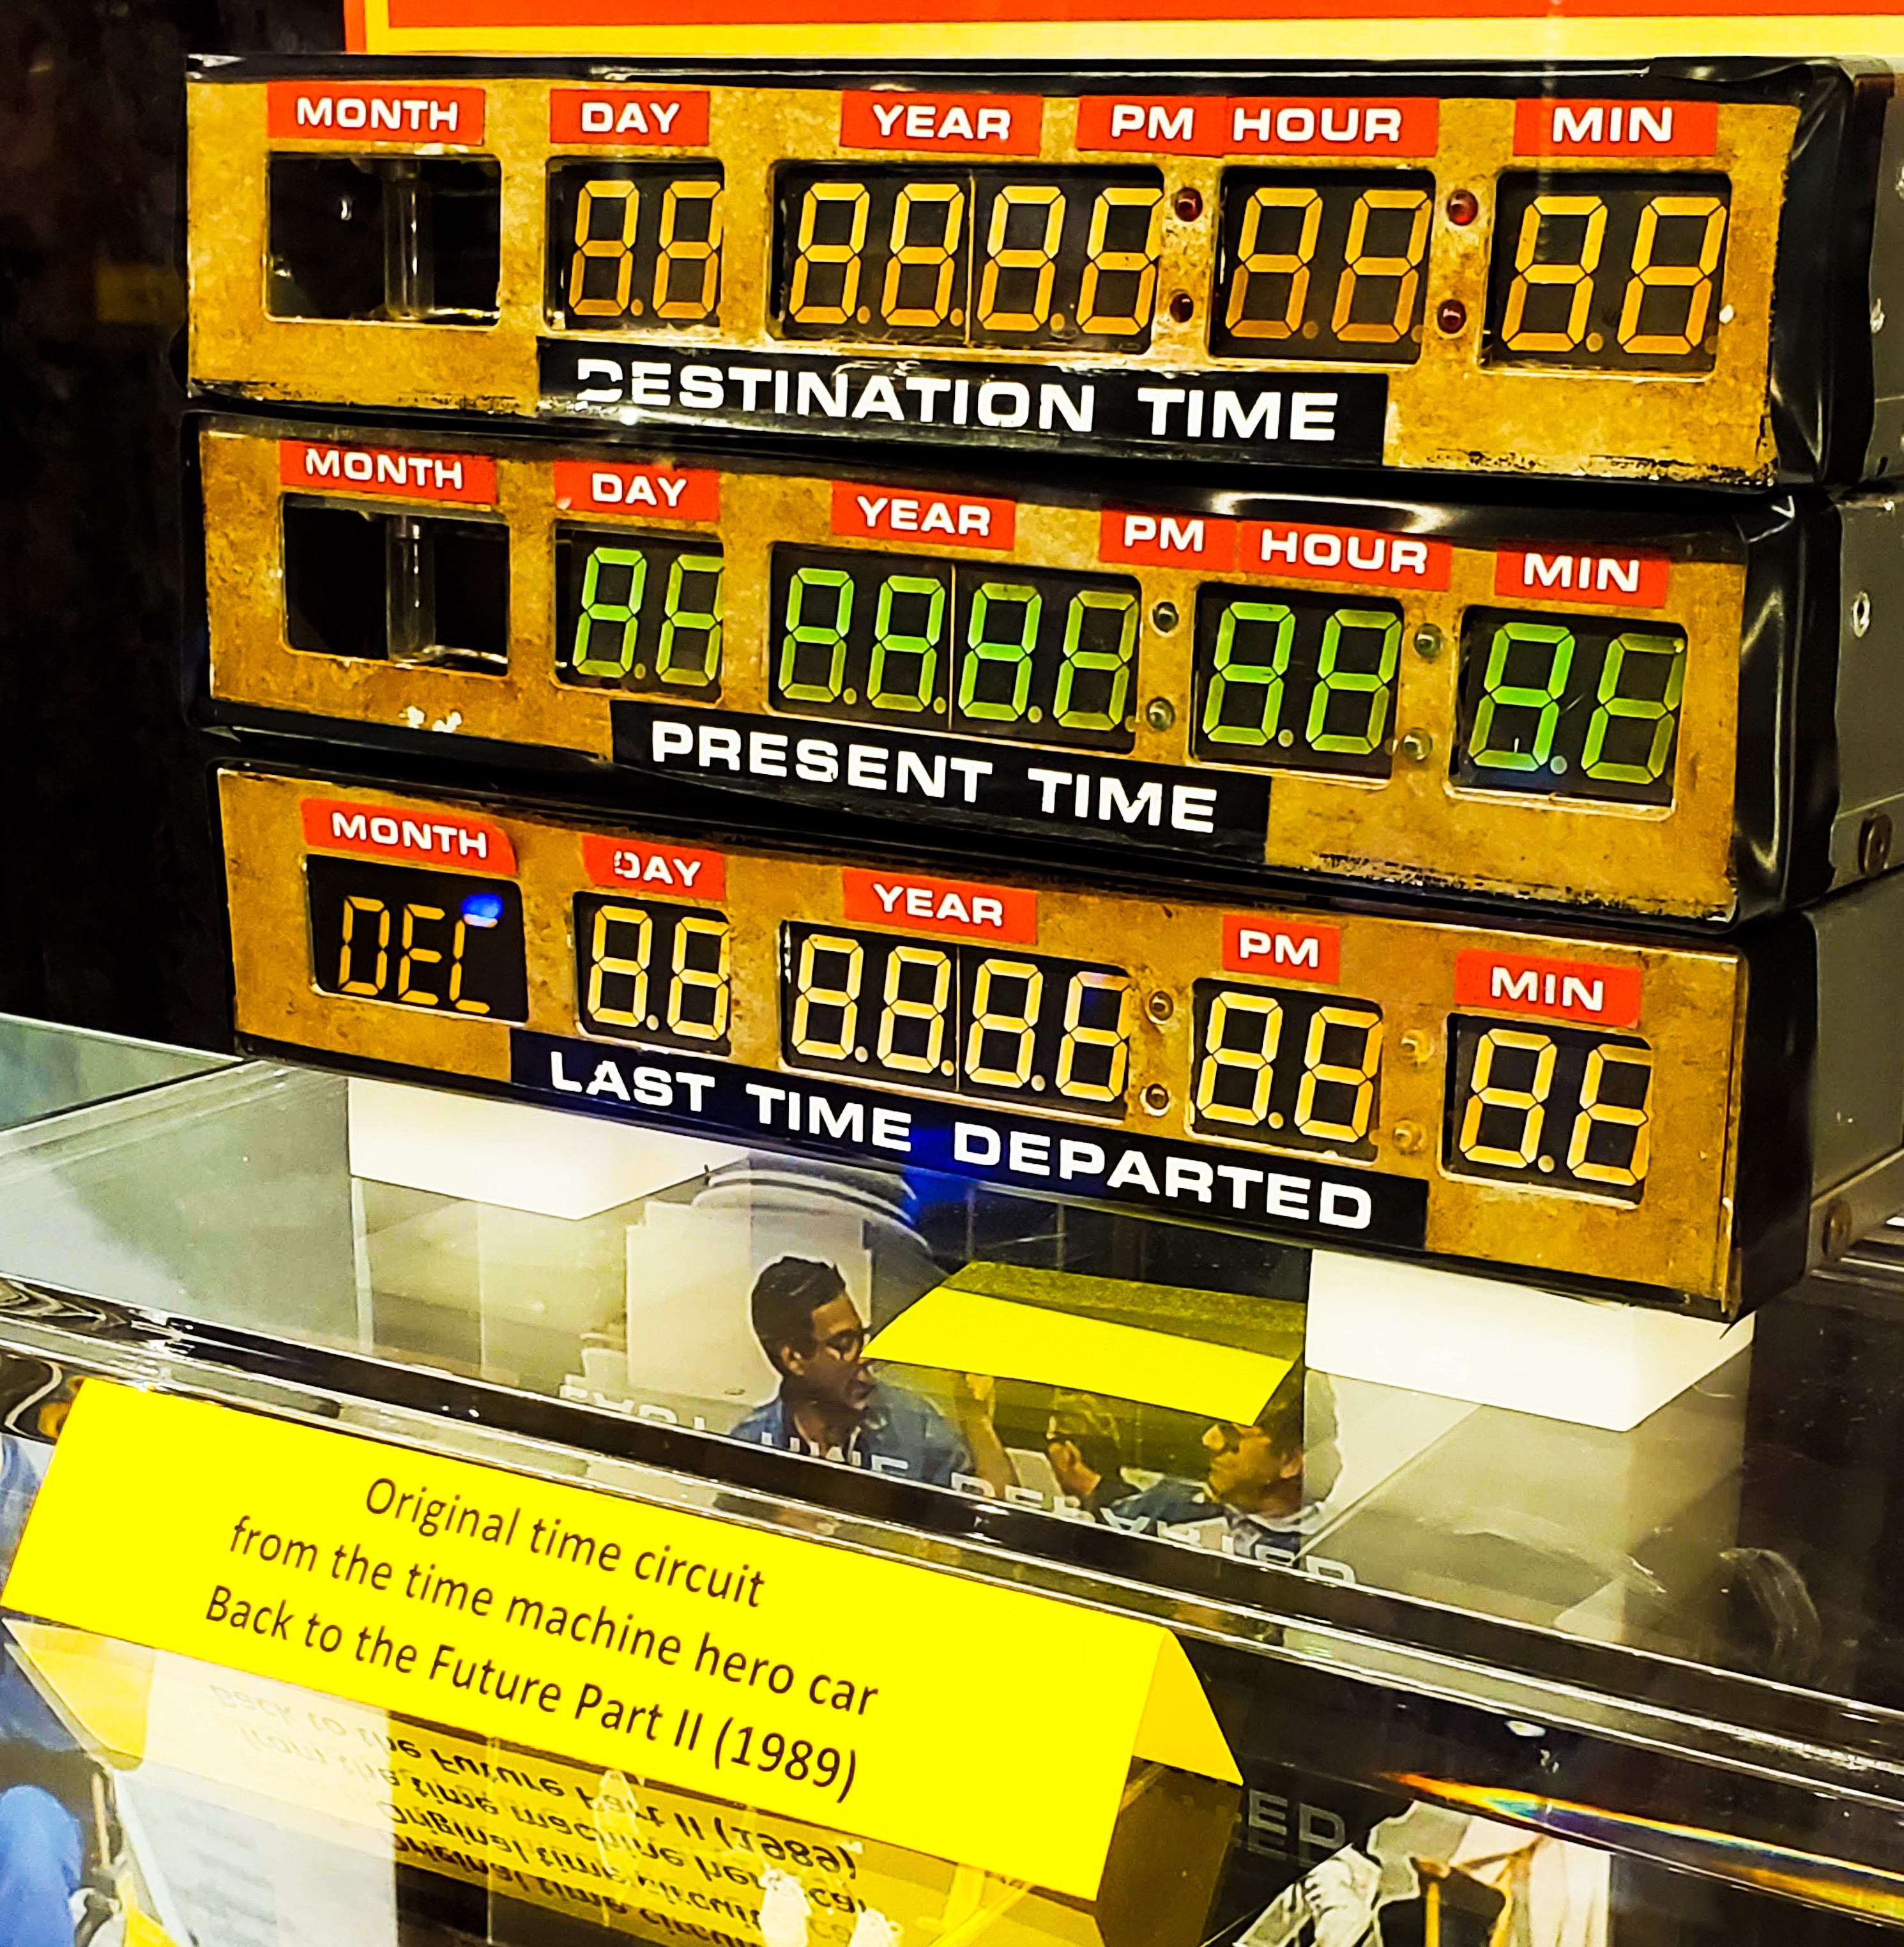 MONTH DAY YEAR PM HOUR MIN
DESTINATION TIME
MONTH DAY YEAR PM HOUR MIN
PRESENT TIME
MONTH DAY YEAR PM MIN
DEC
LAST TIME DEPARTED
Original time circuit
from the time machine hero car
Back to the Future Part II (1989)